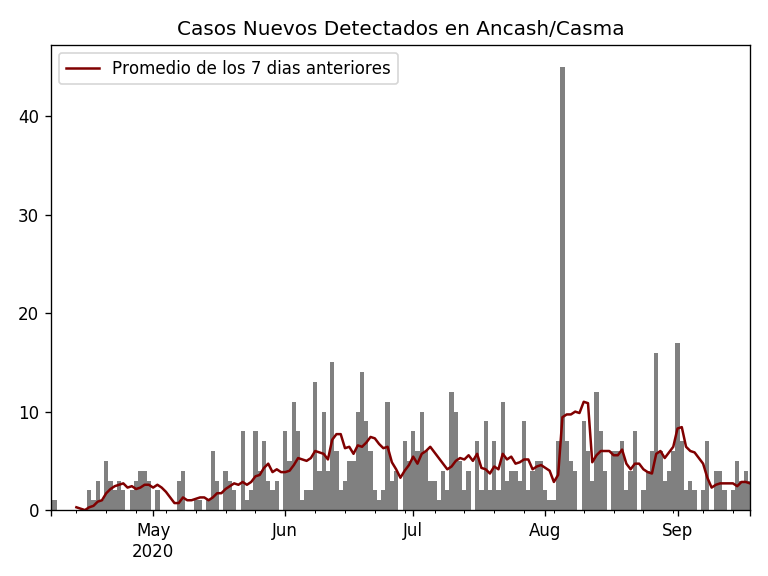 Casos Nuevos Detectados en Ancash/Casma
Promedio de los 7 dias anteriores
40
30
20
10
0
May Jun Jul Aug Sep
2020